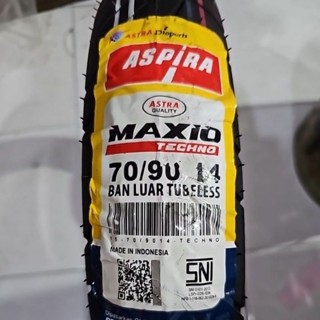 ASTRA Otoparts
ASPIRA
ASTRA
QUALITY
MAXIO
TECHNO
70/90 14
BAN LUAR TUBELESS
MADE IN INDONESIA
SNI